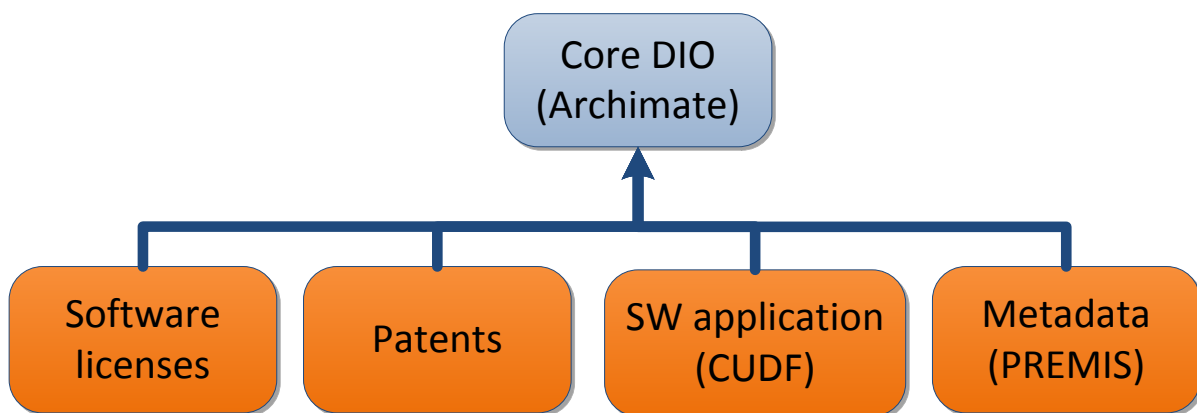 Core DIO
(Archimate)
Software
licenses
Patents
SW application
(CUDF)
Metadata
(PREMIS)